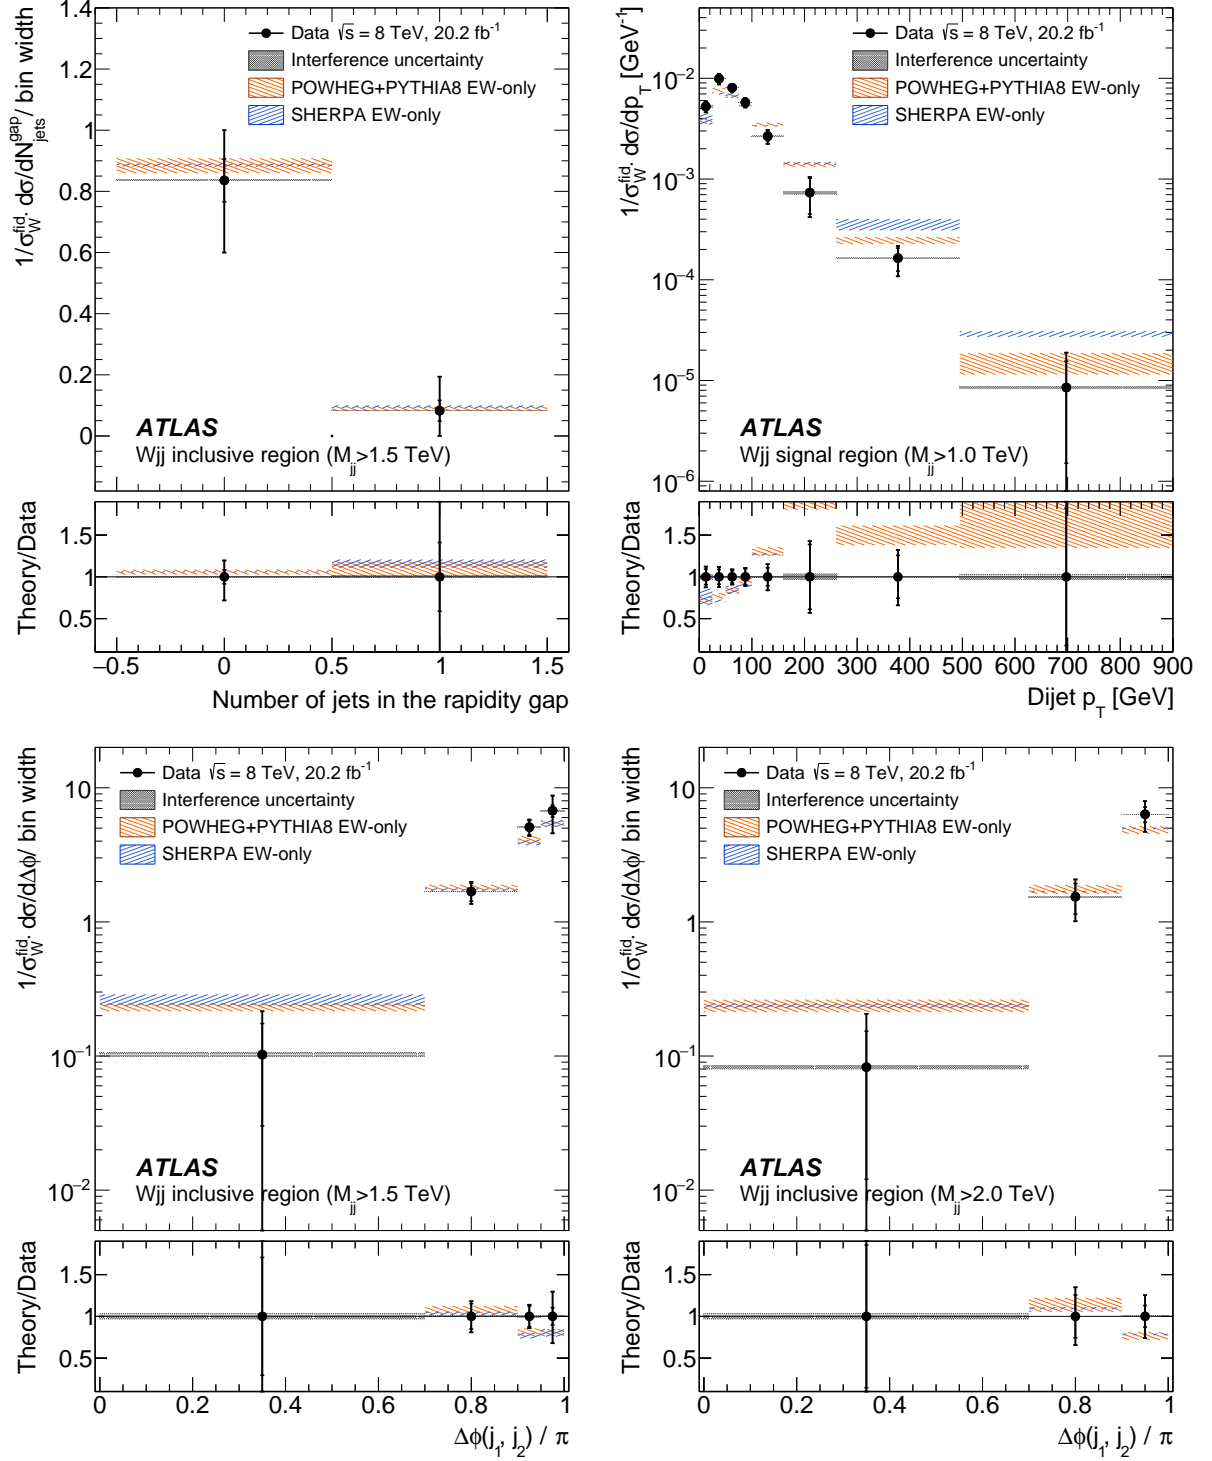 1/σ_W^fid. dσ/dN_jets^gap/ bin width
1.4
1.2
1
0.8
0.6
0.4
0.2
0
Data √s = 8 TeV, 20.2 fb⁻¹
Interference uncertainty
POWHEG+PYTHIA8 EW-only
SHERPA EW-only
ATLAS
Wjj inclusive region (M_jj>1.5 TeV)
Theory/Data
1.5
1
0.5
−0.5 0 0.5 1 1.5
Number of jets in the rapidity gap
1/σ_W^fid. dσ/dp_T [GeV⁻¹]
10⁻²
10⁻³
10⁻⁴
10⁻⁵
10⁻⁶
Data √s = 8 TeV, 20.2 fb⁻¹
Interference uncertainty
POWHEG+PYTHIA8 EW-only
SHERPA EW-only
ATLAS
Wjj signal region (M_jj>1.0 TeV)
Theory/Data
1.5
1
0.5
0 100 200 300 400 500 600 700 800 900
Dijet p_T [GeV]
1/σ_W^fid. dσ/dΔϕ/ bin width
10
1
10⁻¹
10⁻²
Data √s = 8 TeV, 20.2 fb⁻¹
Interference uncertainty
POWHEG+PYTHIA8 EW-only
SHERPA EW-only
ATLAS
Wjj inclusive region (M_jj>1.5 TeV)
Theory/Data
1.5
1
0.5
0 0.2 0.4 0.6 0.8 1
Δϕ(j_1, j_2) / π
1/σ_W^fid. dσ/dΔϕ/ bin width
10
1
10⁻¹
10⁻²
Data √s = 8 TeV, 20.2 fb⁻¹
Interference uncertainty
POWHEG+PYTHIA8 EW-only
SHERPA EW-only
ATLAS
Wjj inclusive region (M_jj>2.0 TeV)
Theory/Data
1.5
1
0.5
0 0.2 0.4 0.6 0.8 1
Δϕ(j_1, j_2) / π